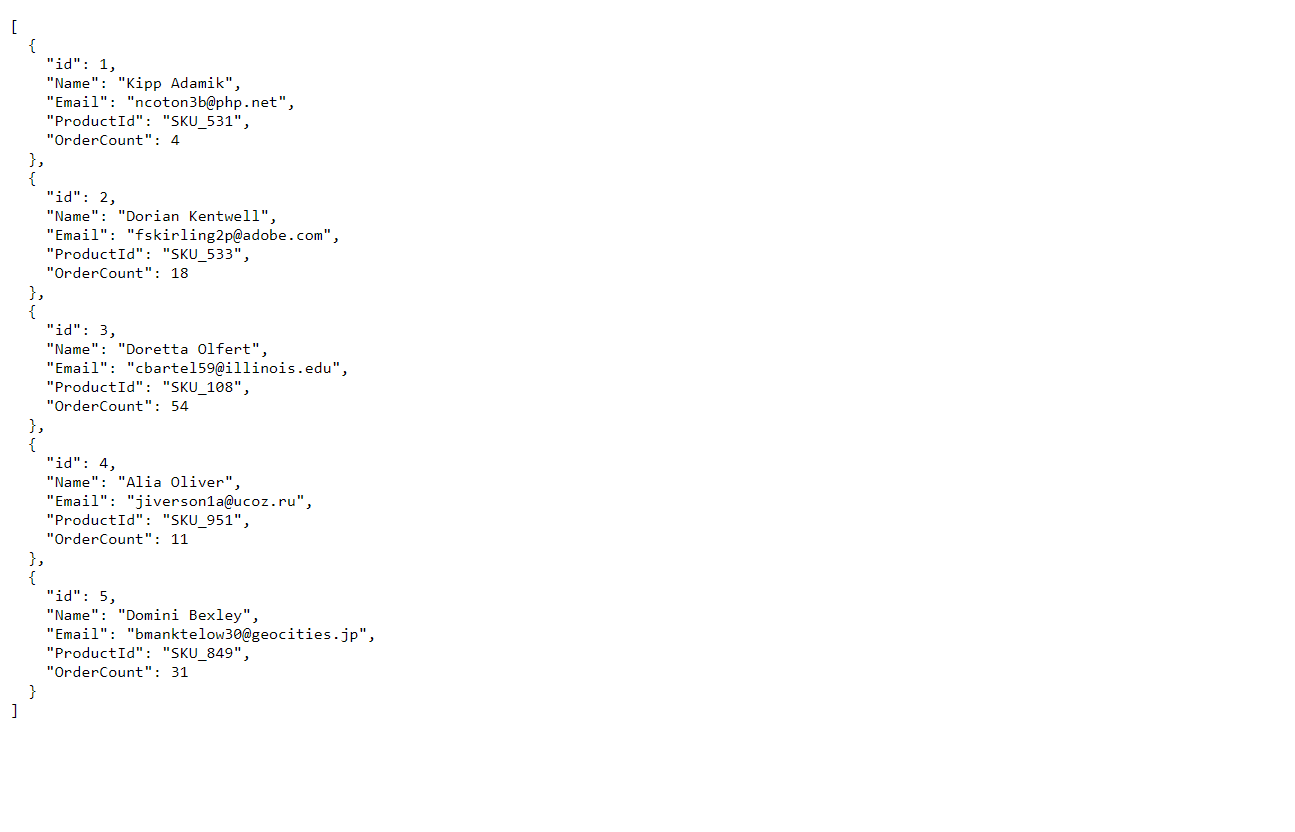 [
  {
    "id": 1,
    "Name": "Kipp Adamik",
    "Email": "ncoton3b@php.net",
    "ProductId": "SKU_531",
    "OrderCount": 4
  },
  {
    "id": 2,
    "Name": "Dorian Kentwell",
    "Email": "fskirling2p@adobe.com",
    "ProductId": "SKU_533",
    "OrderCount": 18
  },
  {
    "id": 3,
    "Name": "Doretta Olfert",
    "Email": "cbartel59@illinois.edu",
    "ProductId": "SKU_108",
    "OrderCount": 54
  },
  {
    "id": 4,
    "Name": "Alia Oliver",
    "Email": "jiverson1a@ucoz.ru",
    "ProductId": "SKU_951",
    "OrderCount": 11
  },
  {
    "id": 5,
    "Name": "Domini Bexley",
    "Email": "bmanktelow30@geocities.jp",
    "ProductId": "SKU_849",
    "OrderCount": 31
  }
]